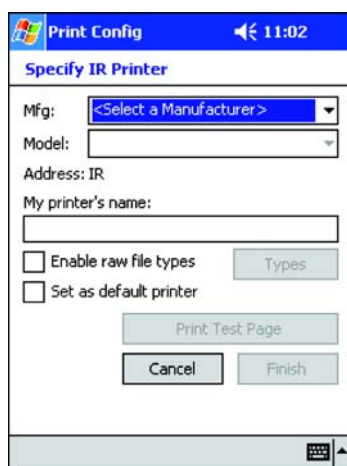 Print Config 11:02
Specify IR Printer
Mfg: <Select a Manufacturer>
Model:
Address: IR
My printer's name:
Enable raw file types Types
Set as default printer
Print Test Page
Cancel Finish